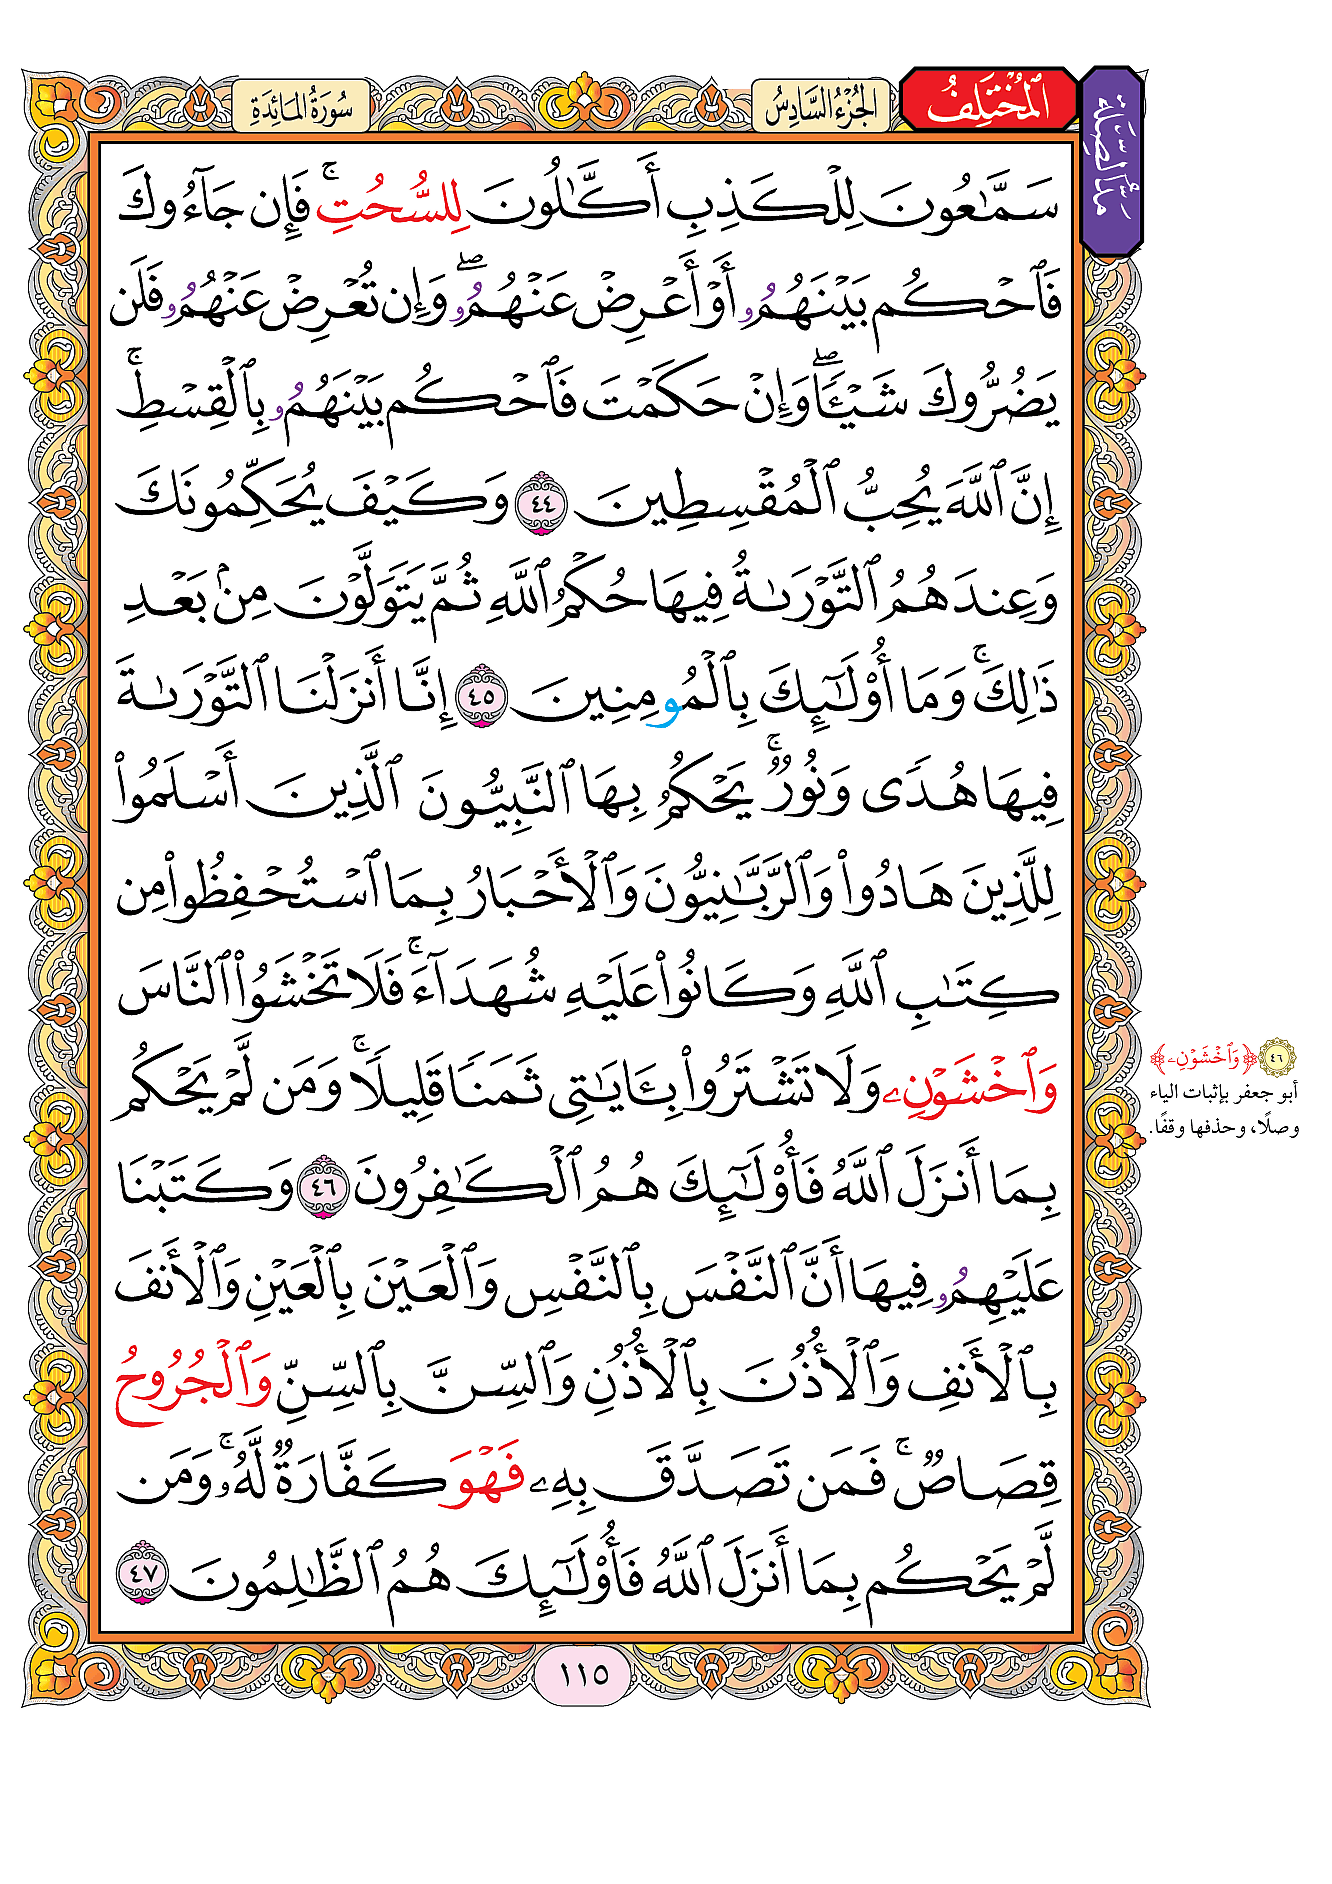 سُورَةُ المَائِدَةِ
الجُزْءُ السَّادِسُ
المُخْتَلِفُ
مَدُّ الصِّلَة
سَمَّٰعُونَ لِلْكَذِبِ أَكَّٰلُونَ لِلسُّحُتِۚ فَإِن جَآءُوكَ
فَٱحْكُم بَيْنَهُمُۥ أَوْ أَعْرِضْ عَنْهُمُۥۖ وَإِن تُعْرِضْ عَنْهُمُۥ فَلَن
يَضُرُّوكَ شَيْـًٔاۖ وَإِنْ حَكَمْتَ فَٱحْكُم بَيْنَهُمُۥ بِٱلْقِسْطِۚ
إِنَّ ٱللَّهَ يُحِبُّ ٱلْمُقْسِطِينَ ٤٤ وَكَيْفَ يُحَكِّمُونَكَ
وَعِندَهُمُ ٱلتَّوْرَىٰةُ فِيهَا حُكْمُ ٱللَّهِ ثُمَّ يَتَوَلَّوْنَ مِنۢ بَعْدِ
ذَٰلِكَۚ وَمَا أُوْلَٰٓئِكَ بِٱلْمُومِنِينَ ٤٥ إِنَّا أَنزَلْنَا ٱلتَّوْرَىٰةَ
فِيهَا هُدًى وَنُورٌۚ يَحْكُمُ بِهَا ٱلنَّبِيُّونَ ٱلَّذِينَ أَسْلَمُواْ
لِلَّذِينَ هَادُواْ وَٱلرَّبَّٰنِيُّونَ وَٱلْأَحْبَارُ بِمَا ٱسْتُحْفِظُواْ مِن
كِتَٰبِ ٱللَّهِ وَكَانُواْ عَلَيْهِ شُهَدَآءَۚ فَلَا تَخْشَوُاْ ٱلنَّاسَ
وَٱخْشَوْنِۦ وَلَا تَشْتَرُواْ بِـَٔايَٰتِي ثَمَنًا قَلِيلًاۚ وَمَن لَّمْ يَحْكُم
بِمَا أَنزَلَ ٱللَّهُ فَأُوْلَٰٓئِكَ هُمُ ٱلْكَٰفِرُونَ ٤٦ وَكَتَبْنَا
عَلَيْهِمُۥ فِيهَا أَنَّ ٱلنَّفْسَ بِٱلنَّفْسِ وَٱلْعَيْنَ بِٱلْعَيْنِ وَٱلْأَنفَ
بِٱلْأَنفِ وَٱلْأُذُنَ بِٱلْأُذُنِ وَٱلسِّنَّ بِٱلسِّنِّ وَٱلْجُرُوحُ
قِصَاصٌۚ فَمَن تَصَدَّقَ بِهِۦ فَهْوَ كَفَّارَةٌ لَّهُۥۚ وَمَن
لَّمْ يَحْكُم بِمَا أَنزَلَ ٱللَّهُ فَأُوْلَٰٓئِكَ هُمُ ٱلظَّٰلِمُونَ ٤٧
٤٦ ﴿وَٱخْشَوْنِۦ﴾
أبو جعفر بإثبات الياء
وصلًا، وحذفها وقفًا.
١١٥